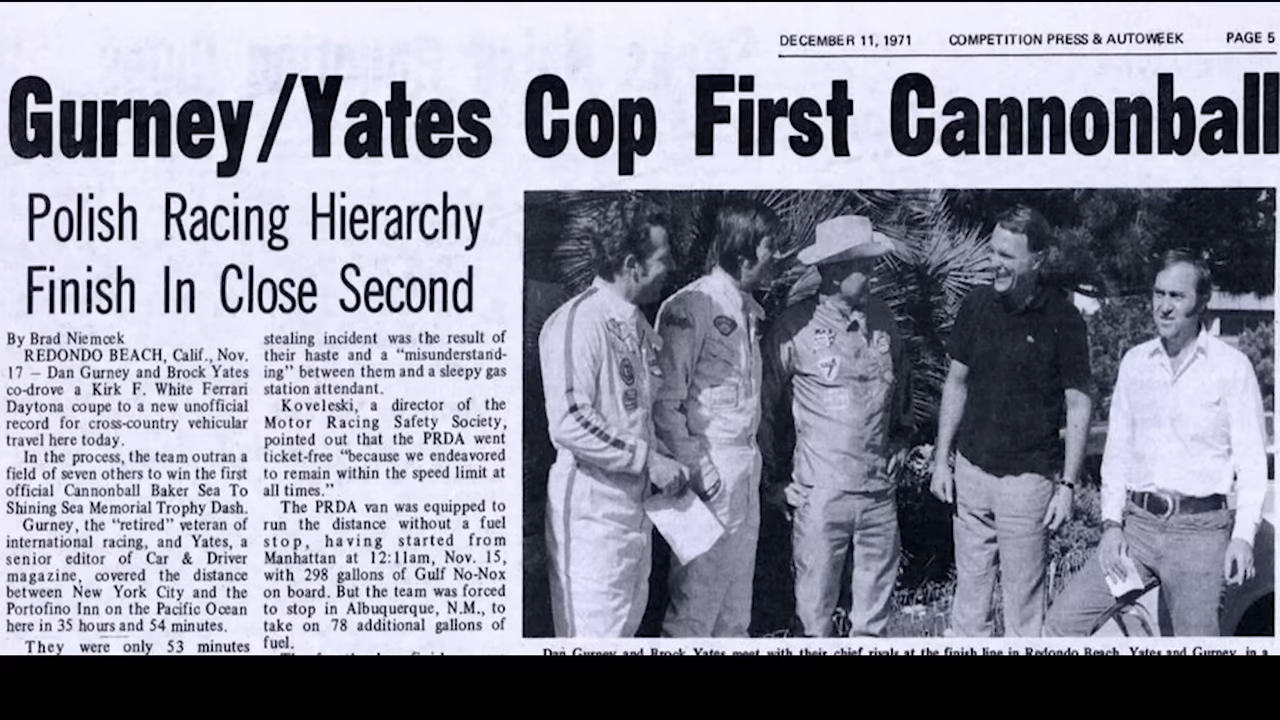 DECEMBER 11, 1971 COMPETITION PRESS & AUTOWEEK PAGE 5
Gurney/Yates Cop First Cannonball
Polish Racing Hierarchy
Finish In Close Second
By Brad Niemcek
REDONDO BEACH, Calif., Nov.
17 — Dan Gurney and Brock Yates
co-drove a Kirk F. White Ferrari
Daytona coupe to a new unofficial
record for cross-country vehicular
travel here today.
In the process, the team outran a
field of seven others to win the first
official Cannonball Baker Sea To
Shining Sea Memorial Trophy Dash.
Gurney, the "retired" veteran of
international racing, and Yates, a
senior editor of Car & Driver
magazine, covered the distance
between New York City and the
Portofino Inn on the Pacific Ocean
here in 35 hours and 54 minutes.
They were only 53 minutes
stealing incident was the result of
their haste and a "misunderstand-
ing" between them and a sleepy gas
station attendant.
Koveleski, a director of the
Motor Racing Safety Society,
pointed out that the PRDA went
ticket-free "because we endeavored
to remain within the speed limit at
all times."
The PRDA van was equipped to
run the distance without a fuel
stop, having started from
Manhattan at 12:11am, Nov. 15,
with 298 gallons of Gulf No-Nox
on board. But the team was forced
to stop in Albuquerque, N.M., to
take on 78 additional gallons of
fuel.
Dan Gurney and Brock Yates meet with their chief rivals at the finish line in Redondo Beach. Yates and Gurney, in a